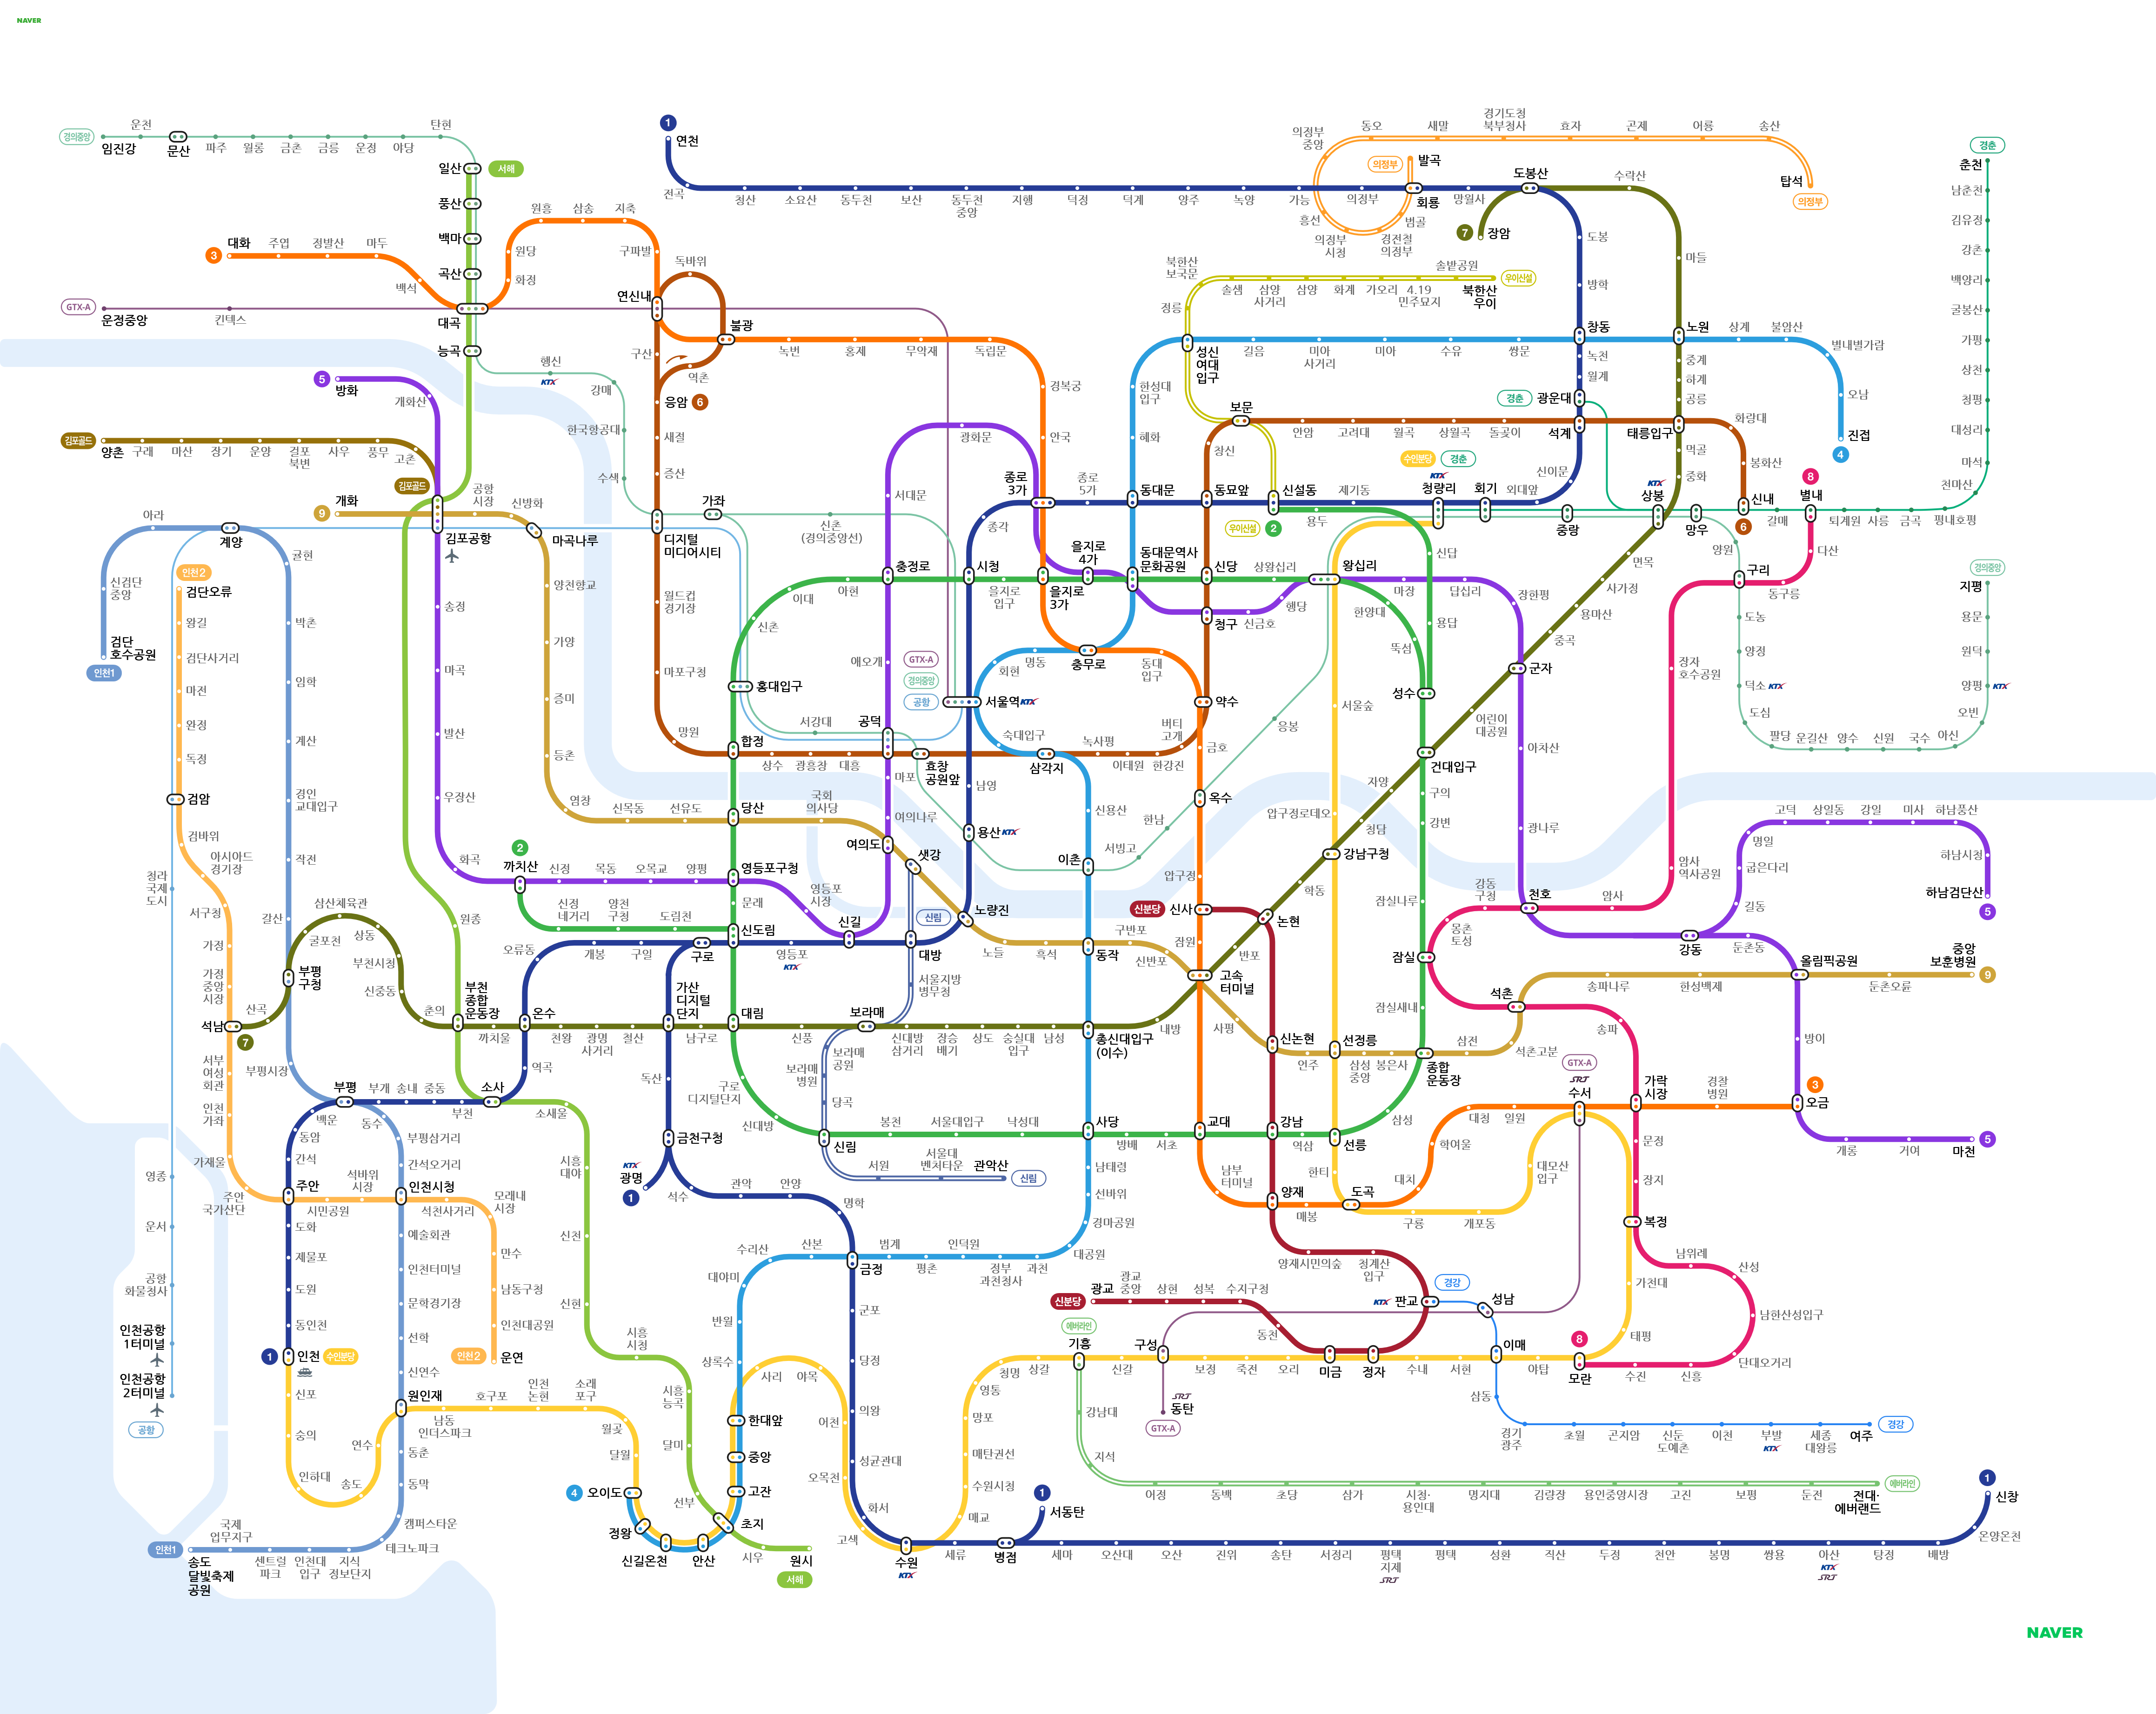 NAVER
경의중앙
임진강
운천
문산
파주
월롱
금촌
금릉
운정
야당
탄현
일산
서해
풍산
백마
곡산
3
대화
주엽
정발산
마두
백석
대곡
화정
원당
원흥
삼송
지축
구파발
연신내
GTX-A
운정중앙
킨텍스
능곡
행신
KTX
강매
한국항공대
수색
1
연천
전곡
청산
소요산
동두천
보산
동두천
중앙
지행
덕정
덕계
양주
녹양
가능
의정부
회룡
망월사
도봉산
의정부
중앙
동오
새말
경기도청
북부청사
효자
곤제
어룡
송산
탑석
의정부
의정부
발곡
범골
경전철
의정부
의정부
시청
흥선
7
장암
수락산
마들
노원
중계
하계
공릉
태릉입구
먹골
중화
도봉
방학
창동
녹천
월계
경춘
광운대
석계
신이문
경춘
춘천
남춘천
김유정
강촌
백양리
굴봉산
가평
상천
청평
대성리
마석
천마산
평내호평
금곡
사릉
퇴계원
갈매
8
별내
다산
동구릉
구리
독바위
불광
역촌
구산
응암
6
새절
증산
녹번
홍제
무악재
독립문
경복궁
안국
북한산
보국문
정릉
솔샘
삼양
사거리
삼양
화계
가오리
4.19
민주묘지
솔밭공원
북한산
우이
우이신설
성신
여대
입구
길음
미아
사거리
미아
수유
쌍문
상계
불암산
별내별가람
오남
진접
4
한성대
입구
혜화
보문
안암
고려대
월곡
상월곡
돌곶이
화랑대
봉화산
신내
6
창신
5
방화
개화산
김포골드
양촌
구래
마산
장기
운양
걸포
북변
사우
풍무
고촌
김포골드
9
개화
공항
시장
신방화
김포공항
마곡나루
아라
계양
신검단
중앙
검단
호수공원
인천1
인천2
검단오류
왕길
검단사거리
마전
완정
독정
검암
검바위
아시아드
경기장
서구청
가정
가정
중앙
시장
석남
7
서부
여성
회관
인천
가좌
가재울
주안
국가산단
귤현
박촌
임학
계산
경인
교대입구
작전
갈산
부평
구청
부평시장
청라
국제
도시
영종
운서
공항
화물청사
인천공항
1터미널
인천공항
2터미널
공항
송정
마곡
발산
우장산
화곡
2
까치산
신정
목동
오목교
양평
영등포구청
영등포
시장
신길
신정
네거리
양천
구청
도림천
신도림
양천향교
가양
증미
등촌
염창
신목동
선유도
당산
국회
의사당
여의도
샛강
디지털
미디어시티
가좌
신촌
(경의중앙선)
월드컵
경기장
마포구청
망원
합정
상수
광흥창
대흥
공덕
서강대
효창
공원앞
홍대입구
신촌
이대
아현
충정로
시청
을지로
입구
을지로
3가
을지로
4가
동대문역사
문화공원
신당
상왕십리
왕십리
한양대
뚝섬
성수
건대입구
구의
강변
잠실나루
잠실
잠실새내
종합
운동장
삼성
선릉
역삼
강남
교대
서초
방배
사당
낙성대
서울대입구
봉천
신림
신대방
구로
디지털단지
대림
문래
광화문
서대문
애오개
마포
여의나루
종로
3가
종로
5가
종각
동대문
동묘앞
신설동
우이신설
2
용두
제기동
수인분당
경춘
KTX
청량리
회기
외대앞
중랑
KTX
상봉
망우
양원
신답
용답
마장
답십리
장한평
군자
아차산
광나루
천호
강동
둔촌동
올림픽공원
방이
3
오금
개롱
거여
마천
5
길동
굽은다리
명일
고덕
상일동
강일
미사
하남풍산
하남시청
하남검단산
5
면목
사가정
용마산
중곡
어린이
대공원
자양
청담
강남구청
학동
논현
반포
고속
터미널
내방
총신대입구
(이수)
남성
숭실대
입구
상도
장승
배기
신대방
삼거리
보라매
신풍
남구로
가산
디지털
단지
철산
광명
사거리
천왕
온수
까치울
부천
종합
운동장
춘의
신중동
부천시청
상동
삼산체육관
굴포천
산곡
GTX-A
경의중앙
공항
서울역KTX
회현
명동
충무로
동대
입구
약수
청구
신금호
행당
버티
고개
한강진
이태원
녹사평
삼각지
숙대입구
남영
용산KTX
신용산
이촌
서빙고
한남
응봉
서울숲
압구정로데오
금호
옥수
압구정
신분당
신사
잠원
노량진
신림
대방
서울지방
병무청
보라매
공원
보라매
병원
당곡
서원
서울대
벤처타운
관악산
신림
노들
흑석
동작
구반포
신반포
사평
신논현
언주
선정릉
삼성
중앙
봉은사
삼전
석촌고분
석촌
송파나루
한성백제
둔촌오륜
중앙
보훈병원
9
장자
호수공원
암사
역사공원
암사
강동
구청
몽촌
토성
송파
가락
시장
경찰
병원
문정
장지
복정
남위례
산성
남한산성입구
단대오거리
신흥
수진
8
모란
도농
양정
덕소KTX
도심
팔당
운길산
양수
신원
국수
아신
오빈
양평KTX
원덕
용문
지평
경의중앙
영등포
KTX
구로
구일
개봉
오류동
역곡
소사
부천
중동
송내
부개
부평
백운
동암
간석
주안
도화
제물포
도원
동인천
1
인천
수인분당
신포
숭의
인하대
송도
연수
원인재
남동
인더스파크
호구포
인천
논현
소래
포구
월곶
달월
4
오이도
정왕
신길온천
안산
초지
고잔
중앙
한대앞
상록수
반월
대야미
수리산
산본
금정
범계
평촌
인덕원
정부
과천청사
과천
대공원
경마공원
선바위
남태령
동수
부평삼거리
간석오거리
인천시청
석바위
시장
시민공원
석천사거리
모래내
시장
만수
남동구청
인천대공원
운연
인천2
예술회관
인천터미널
문학경기장
선학
신연수
동춘
동막
캠퍼스타운
테크노파크
지식
정보단지
인천대
입구
센트럴
파크
국제
업무지구
인천1
송도
달빛축제
공원
원종
소새울
시흥
대야
신천
신현
시흥
시청
시흥
능곡
달미
선부
시우
원시
서해
독산
금천구청
KTX
광명
1
석수
관악
안양
명학
군포
당정
의왕
성균관대
화서
수원
KTX
세류
병점
1
서동탄
세마
오산대
오산
진위
송탄
서정리
평택
지제
SRT
평택
성환
직산
두정
천안
봉명
쌍용
아산
KTX
SRT
탕정
배방
온양온천
1
신창
사리
야목
어천
오목천
고색
매교
수원시청
매탄권선
망포
영통
청명
상갈
에버라인
기흥
신갈
구성
보정
죽전
오리
미금
정자
수내
서현
이매
야탑
태평
가천대
강남대
지석
어정
동백
초당
삼가
시청·
용인대
명지대
김량장
용인중앙시장
고진
보평
둔전
전대·
에버랜드
에버라인
SRT
동탄
GTX-A
신분당
광교
광교
중앙
상현
성복
수지구청
동천
KTX
판교
경강
성남
삼동
경기
광주
초월
곤지암
신둔
도예촌
이천
부발
KTX
세종
대왕릉
여주
경강
청계산
입구
양재시민의숲
양재
매봉
도곡
남부
터미널
대치
학여울
대청
일원
GTX-A
SRT
수서
대모산
입구
개포동
구룡
한티
NAVER